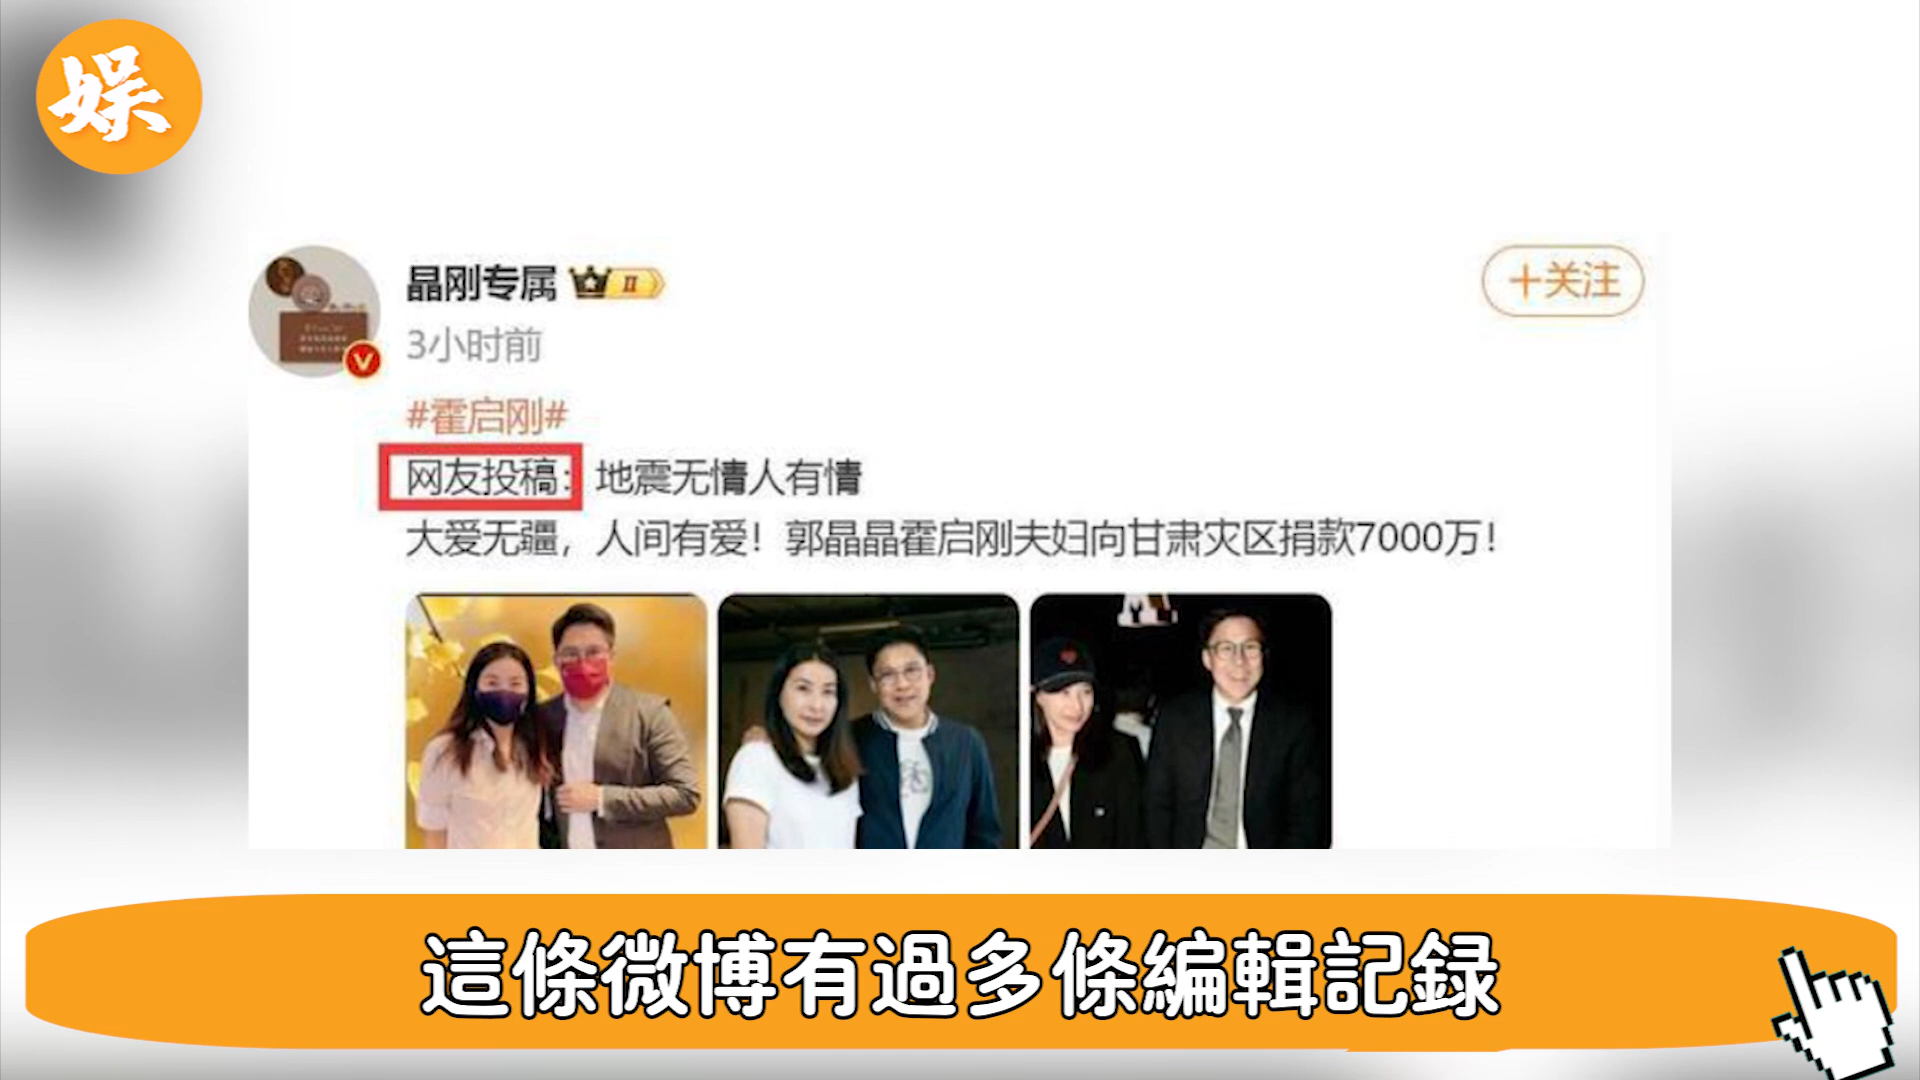 娱
晶刚专属
II
3小时前
十关注
#霍启刚#
网友投稿：地震无情人有情
大爱无疆，人间有爱！郭晶晶霍启刚夫妇向甘肃灾区捐款7000万！
這條微博有過多條編輯記録